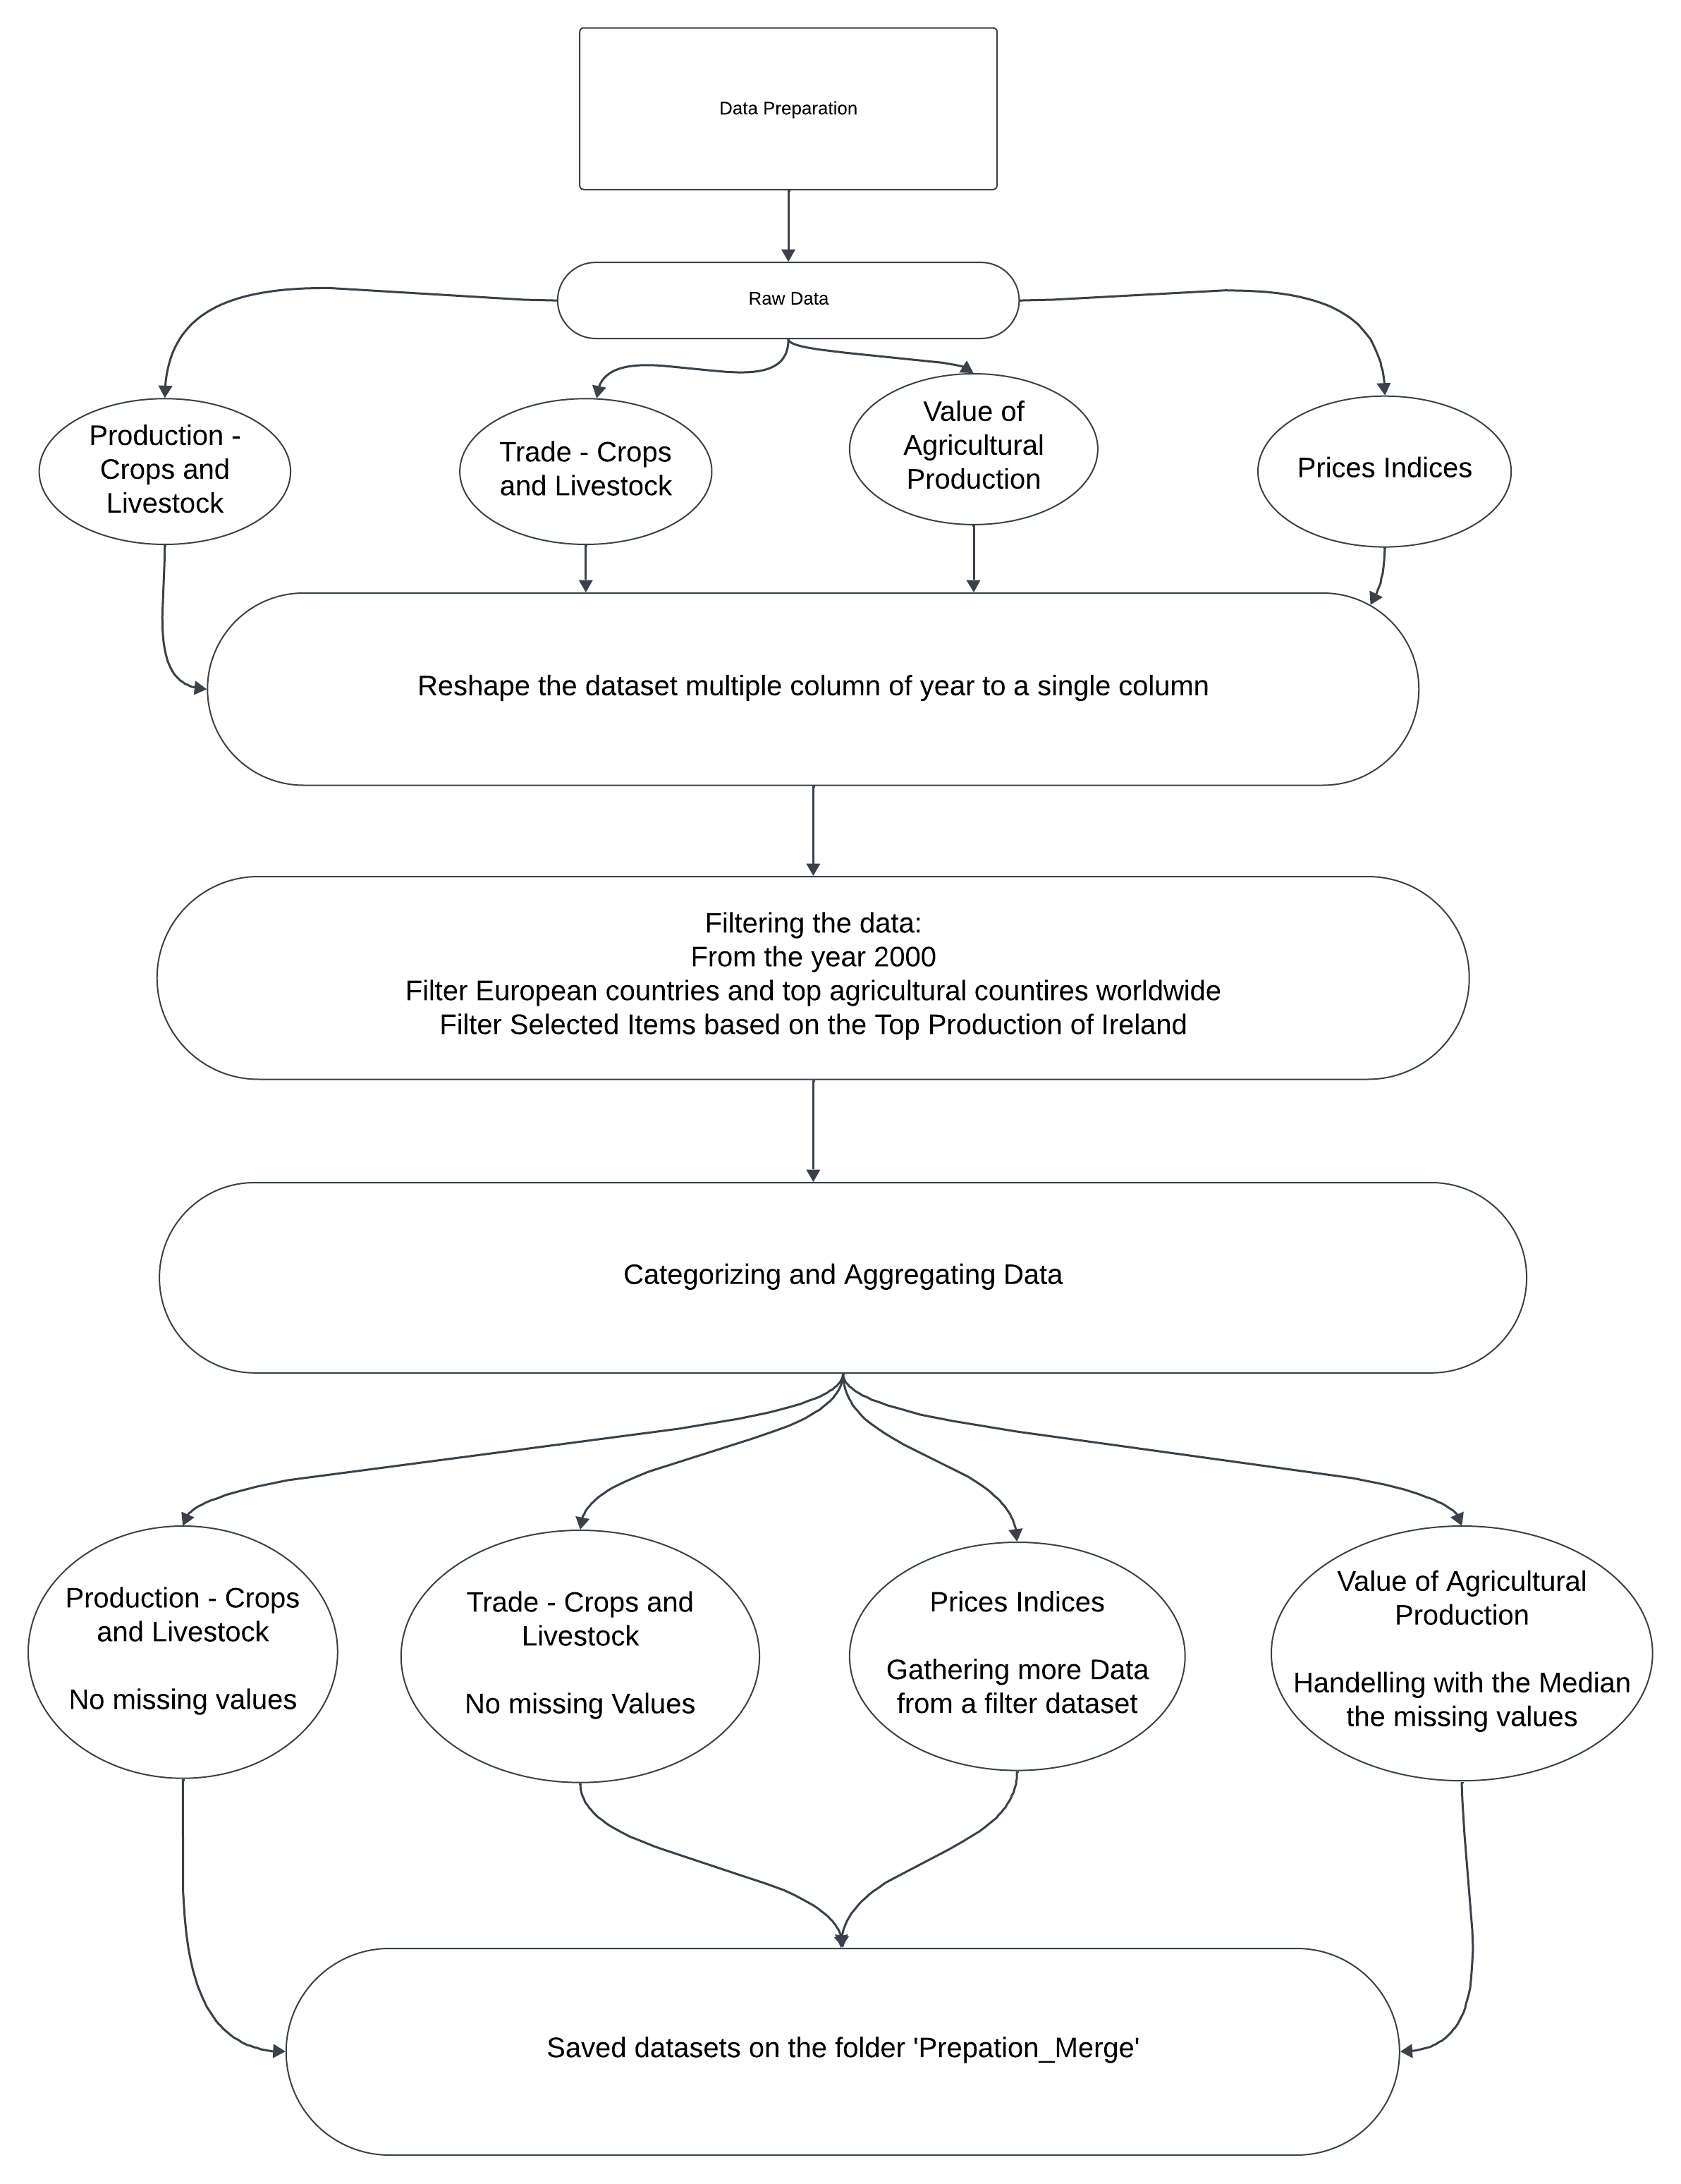 Data Preparation
Raw Data
Production -
Crops and
Livestock
Trade - Crops
and Livestock
Value of
Agricultural
Production
Prices Indices
Reshape the dataset multiple column of year to a single column
Filtering the data:
From the year 2000
Filter European countries and top agricultural countires worldwide
Filter Selected Items based on the Top Production of Ireland
Categorizing and Aggregating Data
Production - Crops
and Livestock
No missing values
Trade - Crops and
Livestock
No missing Values
Prices Indices
Gathering more Data
from a filter dataset
Value of Agricultural
Production
Handelling with the Median
the missing values
Saved datasets on the folder 'Prepation_Merge'